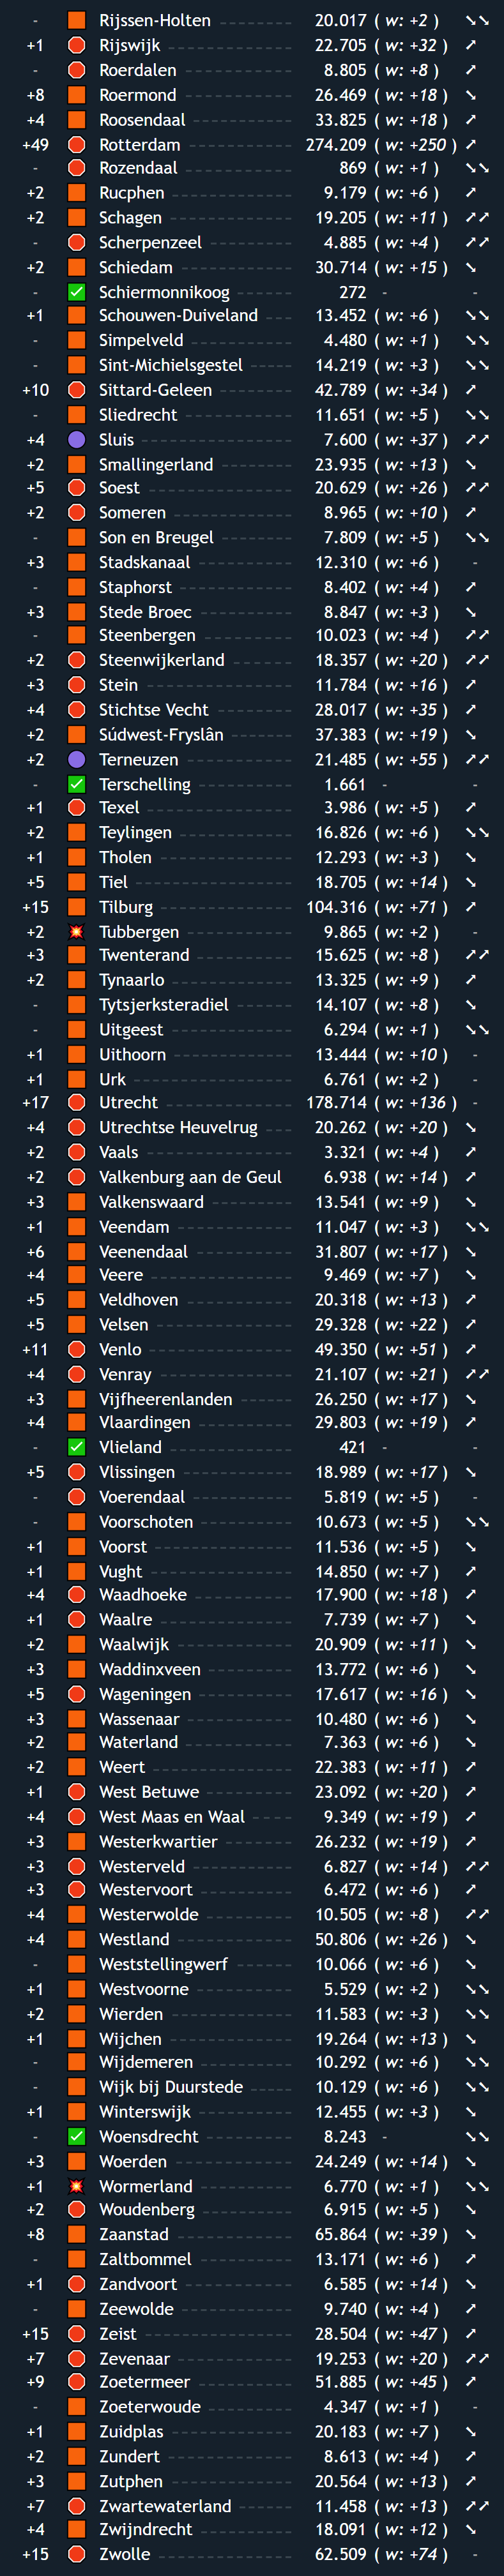 - Rijssen-Holten 20.017 ( w: +2 ) ↘↘
+1 Rijswijk 22.705 ( w: +32 ) ↗
- Roerdalen 8.805 ( w: +8 ) ↗
+8 Roermond 26.469 ( w: +18 ) ↘
+4 Roosendaal 33.825 ( w: +18 ) ↗
+49 Rotterdam 274.209 ( w: +250 ) ↗
- Rozendaal 869 ( w: +1 ) ↘↘
+2 Rucphen 9.179 ( w: +6 ) ↗
+2 Schagen 19.205 ( w: +11 ) ↗↗
- Scherpenzeel 4.885 ( w: +4 ) ↗↗
+2 Schiedam 30.714 ( w: +15 ) ↘
- Schiermonnikoog 272 - -
+1 Schouwen-Duiveland 13.452 ( w: +6 ) ↘↘
- Simpelveld 4.480 ( w: +1 ) ↘↘
- Sint-Michielsgestel 14.219 ( w: +3 ) ↘↘
+10 Sittard-Geleen 42.789 ( w: +34 ) ↗
- Sliedrecht 11.651 ( w: +5 ) ↘↘
+4 Sluis 7.600 ( w: +37 ) ↗↗
+2 Smallingerland 23.935 ( w: +13 ) ↘
+5 Soest 20.629 ( w: +26 ) ↗↗
+2 Someren 8.965 ( w: +10 ) ↗
- Son en Breugel 7.809 ( w: +5 ) ↘↘
+3 Stadskanaal 12.310 ( w: +6 ) -
- Staphorst 8.402 ( w: +4 ) ↗
+3 Stede Broec 8.847 ( w: +3 ) ↘
- Steenbergen 10.023 ( w: +4 ) ↗↗
+2 Steenwijkerland 18.357 ( w: +20 ) ↗↗
+3 Stein 11.784 ( w: +16 ) ↗
+4 Stichtse Vecht 28.017 ( w: +35 ) ↗
+2 Súdwest-Fryslân 37.383 ( w: +19 ) ↘
+2 Terneuzen 21.485 ( w: +55 ) ↗↗
- Terschelling 1.661 - -
+1 Texel 3.986 ( w: +5 ) ↗
+2 Teylingen 16.826 ( w: +6 ) ↘↘
+1 Tholen 12.293 ( w: +3 ) ↘
+5 Tiel 18.705 ( w: +14 ) ↘
+15 Tilburg 104.316 ( w: +71 ) ↗
+2 Tubbergen 9.865 ( w: +2 ) -
+3 Twenterand 15.625 ( w: +8 ) ↗↗
+2 Tynaarlo 13.325 ( w: +9 ) ↗
- Tytsjerksteradiel 14.107 ( w: +8 ) ↘
- Uitgeest 6.294 ( w: +1 ) ↘↘
+1 Uithoorn 13.444 ( w: +10 ) -
+1 Urk 6.761 ( w: +2 ) -
+17 Utrecht 178.714 ( w: +136 ) -
+4 Utrechtse Heuvelrug 20.262 ( w: +20 ) ↘
+2 Vaals 3.321 ( w: +4 ) ↗
+2 Valkenburg aan de Geul 6.938 ( w: +14 ) ↗
+3 Valkenswaard 13.541 ( w: +9 ) ↘
+1 Veendam 11.047 ( w: +3 ) ↘↘
+6 Veenendaal 31.807 ( w: +17 ) ↘
+4 Veere 9.469 ( w: +7 ) ↘
+5 Veldhoven 20.318 ( w: +13 ) ↗
+5 Velsen 29.328 ( w: +22 ) ↗
+11 Venlo 49.350 ( w: +51 ) ↗
+4 Venray 21.107 ( w: +21 ) ↗↗
+3 Vijfheerenlanden 26.250 ( w: +17 ) ↘
+4 Vlaardingen 29.803 ( w: +19 ) ↗
- Vlieland 421 - -
+5 Vlissingen 18.989 ( w: +17 ) ↘
- Voerendaal 5.819 ( w: +5 ) -
- Voorschoten 10.673 ( w: +5 ) ↘↘
+1 Voorst 11.536 ( w: +5 ) ↘
+1 Vught 14.850 ( w: +7 ) ↗
+4 Waadhoeke 17.900 ( w: +18 ) ↗
+1 Waalre 7.739 ( w: +7 ) ↘
+2 Waalwijk 20.909 ( w: +11 ) ↘
+3 Waddinxveen 13.772 ( w: +6 ) ↘
+5 Wageningen 17.617 ( w: +16 ) ↘
+3 Wassenaar 10.480 ( w: +6 ) ↘
+2 Waterland 7.363 ( w: +6 ) ↘
+2 Weert 22.383 ( w: +11 ) ↗
+1 West Betuwe 23.092 ( w: +20 ) ↗
+4 West Maas en Waal 9.349 ( w: +19 ) ↗
+3 Westerkwartier 26.232 ( w: +19 ) ↗
+3 Westerveld 6.827 ( w: +14 ) ↗↗
+3 Westervoort 6.472 ( w: +6 ) ↗
+4 Westerwolde 10.505 ( w: +8 ) ↗↗
+4 Westland 50.806 ( w: +26 ) ↘
- Weststellingwerf 10.066 ( w: +6 ) ↘
+1 Westvoorne 5.529 ( w: +2 ) ↘↘
+2 Wierden 11.583 ( w: +3 ) ↘↘
+1 Wijchen 19.264 ( w: +13 ) ↘
- Wijdemeren 10.292 ( w: +6 ) ↘↘
- Wijk bij Duurstede 10.129 ( w: +6 ) ↘↘
+1 Winterswijk 12.455 ( w: +3 ) ↘
- Woensdrecht 8.243 - ↘↘
+3 Woerden 24.249 ( w: +14 ) ↘
+1 Wormerland 6.770 ( w: +1 ) ↘↘
+2 Woudenberg 6.915 ( w: +5 ) ↘
+8 Zaanstad 65.864 ( w: +39 ) ↘
- Zaltbommel 13.171 ( w: +6 ) ↗
+1 Zandvoort 6.585 ( w: +14 ) ↘
- Zeewolde 9.740 ( w: +4 ) ↗
+15 Zeist 28.504 ( w: +47 ) ↗
+7 Zevenaar 19.253 ( w: +20 ) ↗↗
+9 Zoetermeer 51.885 ( w: +45 ) ↗
- Zoeterwoude 4.347 ( w: +1 ) -
+1 Zuidplas 20.183 ( w: +7 ) ↘
+2 Zundert 8.613 ( w: +4 ) ↗
+3 Zutphen 20.564 ( w: +13 ) ↗
+7 Zwartewaterland 11.458 ( w: +13 ) ↗↗
+4 Zwijndrecht 18.091 ( w: +12 ) ↘
+15 Zwolle 62.509 ( w: +74 ) -